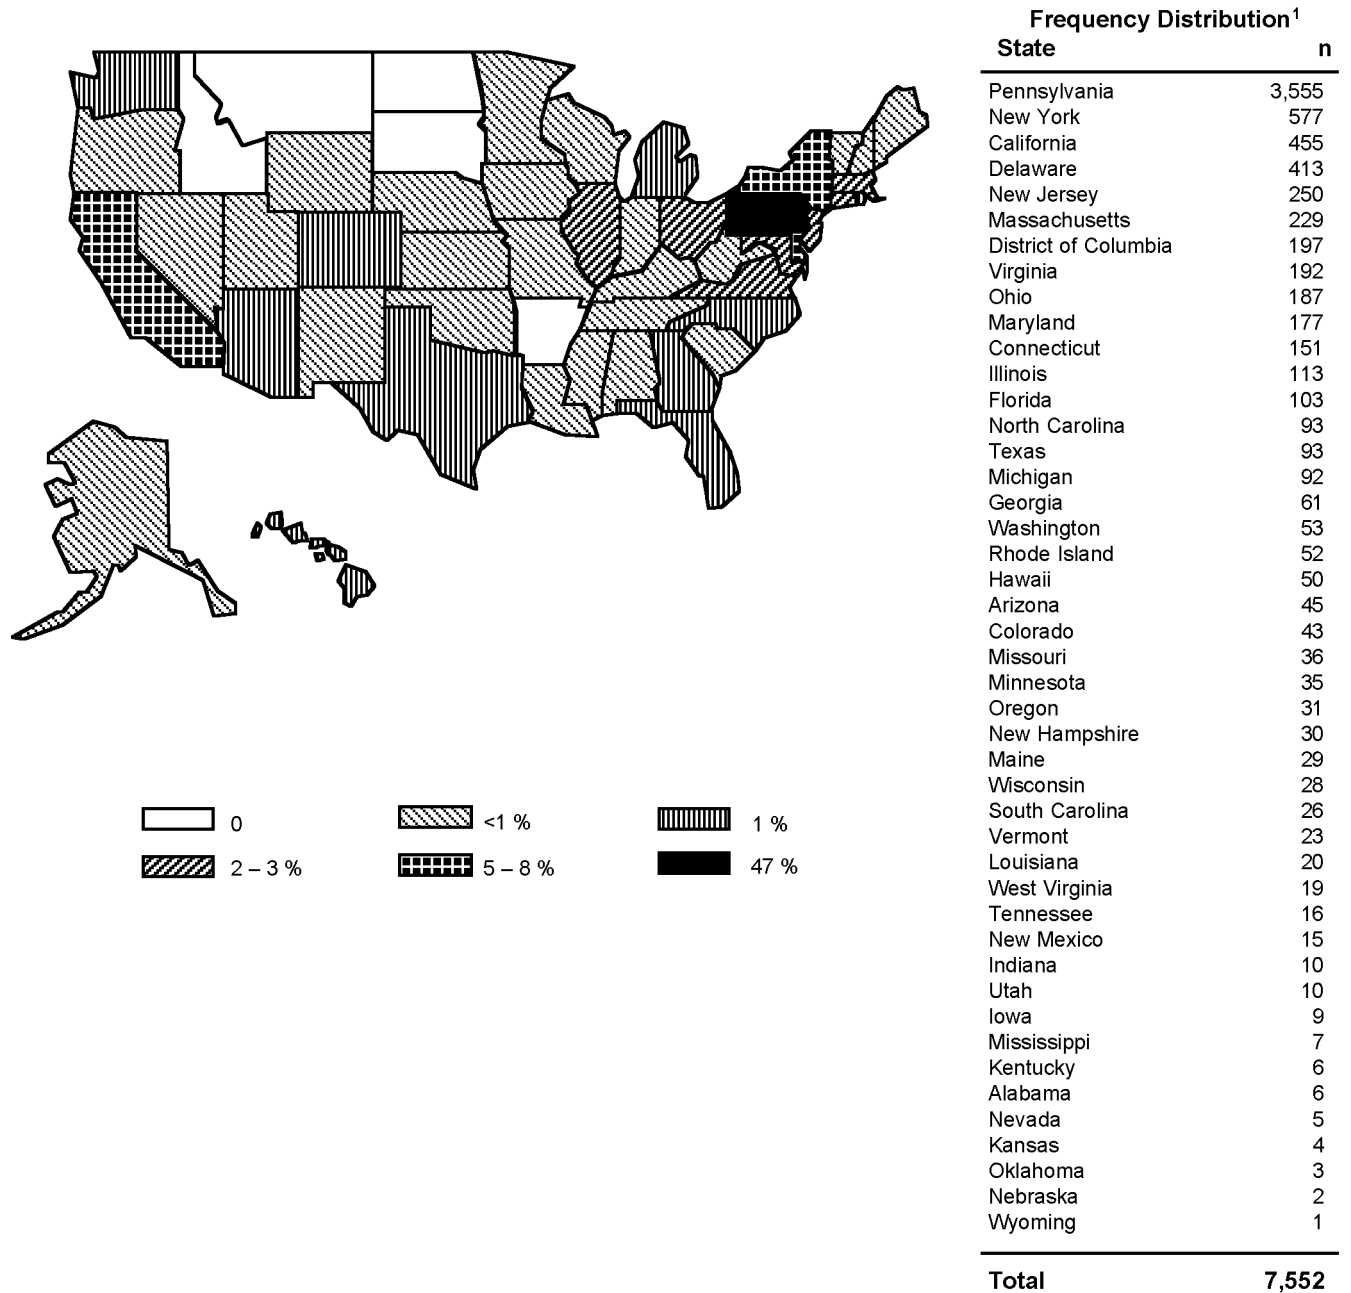 Frequency Distribution1
State n
Pennsylvania 3,555
New York 577
California 455
Delaware 413
New Jersey 250
Massachusetts 229
District of Columbia 197
Virginia 192
Ohio 187
Maryland 177
Connecticut 151
Illinois 113
Florida 103
North Carolina 93
Texas 93
Michigan 92
Georgia 61
Washington 53
Rhode Island 52
Hawaii 50
Arizona 45
Colorado 43
Missouri 36
Minnesota 35
Oregon 31
New Hampshire 30
Maine 29
Wisconsin 28
South Carolina 26
Vermont 23
Louisiana 20
West Virginia 19
Tennessee 16
New Mexico 15
Indiana 10
Utah 10
Iowa 9
Mississippi 7
Kentucky 6
Alabama 6
Nevada 5
Kansas 4
Oklahoma 3
Nebraska 2
Wyoming 1
Total 7,552
0 <1 % 1 %
2 – 3 % 5 – 8 % 47 %